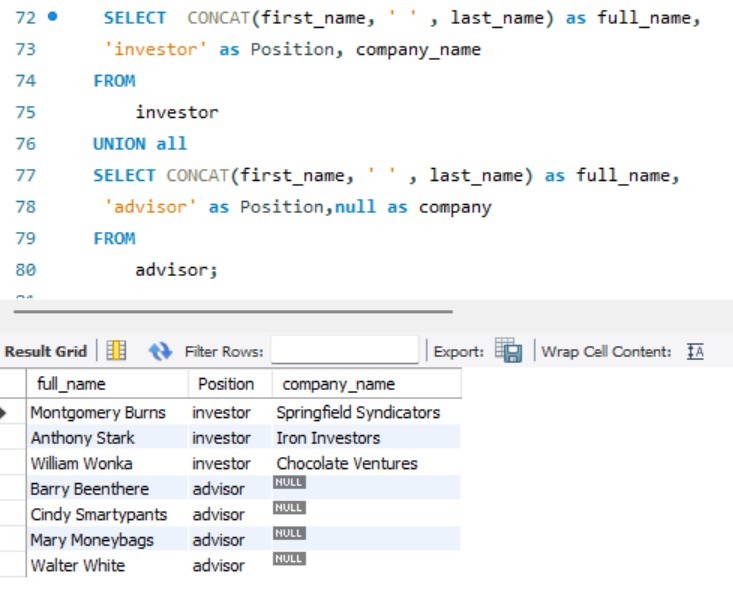 72 SELECT CONCAT(first_name, ' ' , last_name) as full_name,
73 'investor' as Position, company_name
74 FROM
75 investor
76 UNION all
77 SELECT CONCAT(first_name, ' ' , last_name) as full_name,
78 'advisor' as Position,null as company
79 FROM
80 advisor;
Result Grid Filter Rows: Export: Wrap Cell Content: IA
full_name Position company_name
Montgomery Burns investor Springfield Syndicators
Anthony Stark investor Iron Investors
William Wonka investor Chocolate Ventures
Barry Beenthere advisor NULL
Cindy Smartypants advisor NULL
Mary Moneybags advisor NULL
Walter White advisor NULL